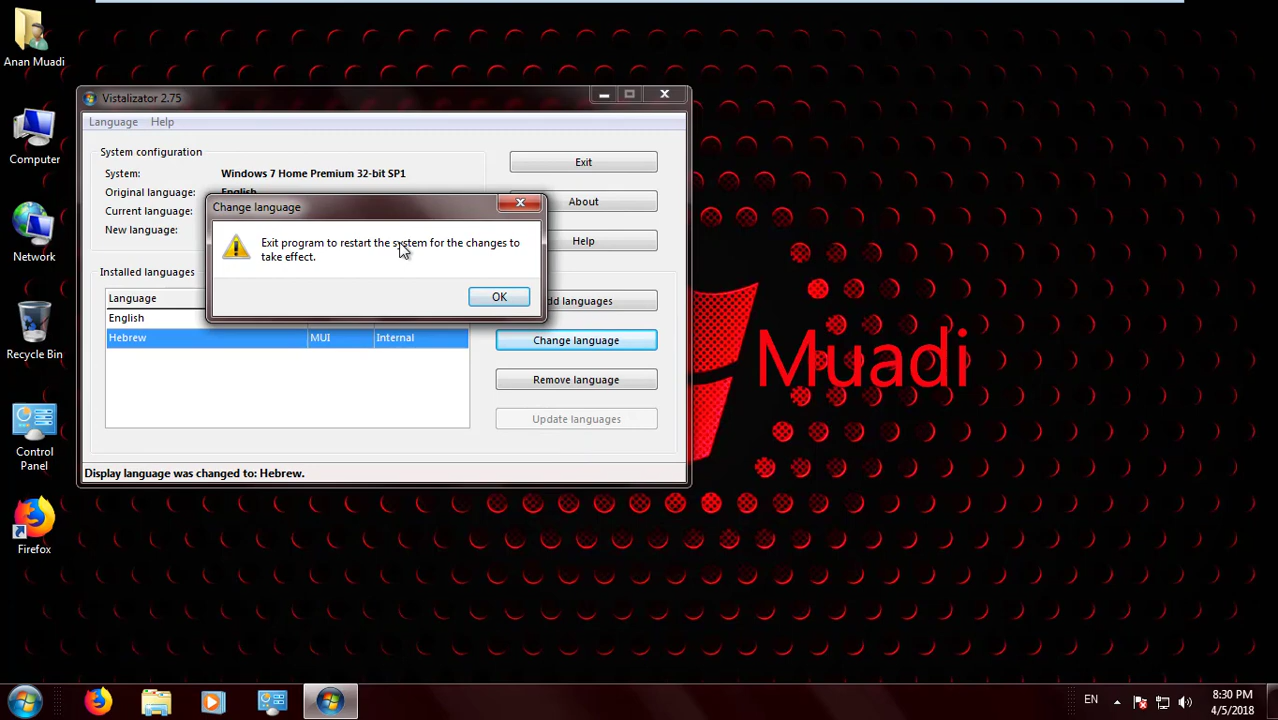 Anan Muadi
Computer
Network
Recycle Bin
Control
Panel
Firefox
Vistalizator 2.75
Language Help
System configuration
System: Windows 7 Home Premium 32-bit SP1
Original language: English
Current language:
New language:
Exit
About
Help
Change language
Exit program to restart the system for the changes to
take effect.
OK
Installed languages
Language
English
Hebrew MUI Internal
dd languages
Change language
Remove language
Update languages
Display language was changed to: Hebrew.
Muadi
EN
8:30 PM
4/5/2018